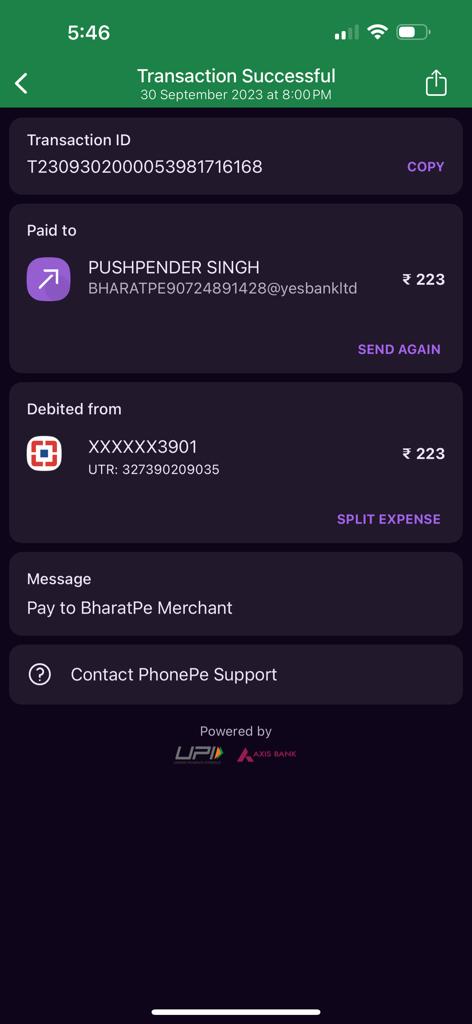 5:46
Transaction Successful
30 September 2023 at 8:00 PM
Transaction ID
T2309302000053981716168
COPY
Paid to
PUSHPENDER SINGH
₹ 223
BHARATPE90724891428@yesbankltd
SEND AGAIN
Debited from
XXXXXX3901
₹ 223
UTR: 327390209035
SPLIT EXPENSE
Message
Pay to BharatPe Merchant
Contact PhonePe Support
Powered by
UPI
AXIS BANK